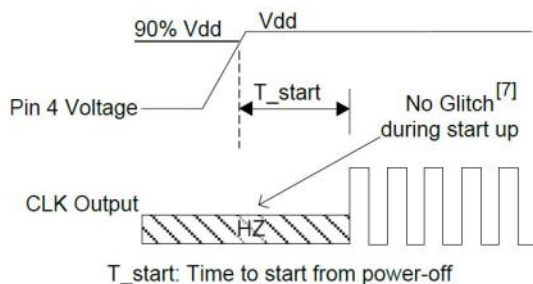 90% Vdd
Vdd
T_start
Pin 4 Voltage
No Glitch[7]
during start up
CLK Output
HZ
T_start: Time to start from power-off